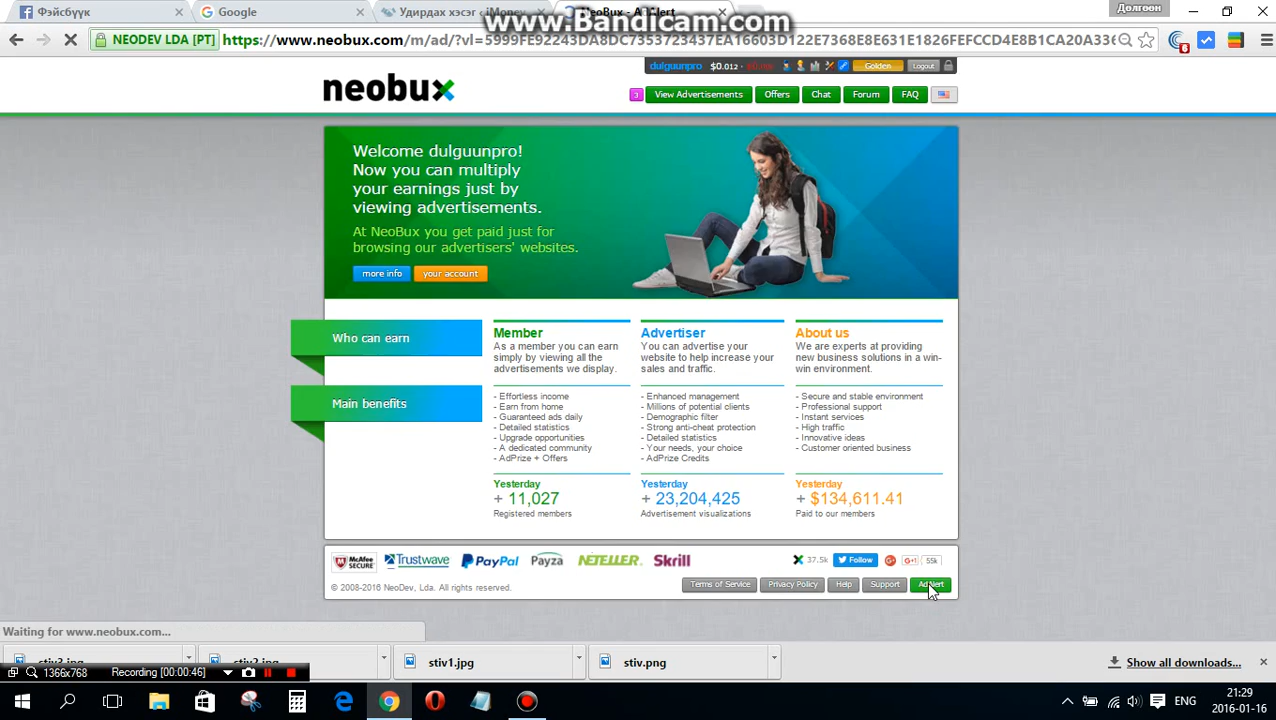 www.Bandicam.com
Фэйсбүүк
Google
Удирдах хэсэг
Долгоон
NEODEV LDA [PT]
https://www.neobux.com/m/ad/?vl=
neobux
dulguunpro
$0.012
Golden
Logout
3
View Advertisements
Offers
Chat
Forum
FAQ
Welcome dulguunpro!
Now you can multiply
your earnings just by
viewing advertisements.
At NeoBux you get paid just for
browsing our advertisers' websites.
more info
your account
Who can earn
Main benefits
Member
As a member you can earn
simply by viewing all the
advertisements we display.
- Effortless income
- Earn from home
- Guaranteed ads daily
- Detailed statistics
- Upgrade opportunities
- A dedicated community
- AdPrize + Offers
Yesterday
+ 11,027
Registered members
Advertiser
You can advertise your
website to help increase your
sales and traffic.
- Enhanced management
- Millions of potential clients
- Demographic filter
- Strong anti-cheat protection
- Detailed statistics
- Your needs, your choice
- AdPrize Credits
Yesterday
+ 23,204,425
Advertisement visualizations
About us
We are experts at providing
new business solutions in a win-
win environment.
- Secure and stable environment
- Professional support
- Instant services
- High traffic
- Innovative ideas
- Customer oriented business
Yesterday
+ $134,611.41
Paid to our members
McAfee SECURE
Trustwave
PayPal
Payza
NETELLER
Skrill
37.5k
Follow
+1
55k
© 2008-2016 NeoDev, Lda. All rights reserved.
Terms of Service
Privacy Policy
Help
Support
AdAlert
Waiting for www.neobux.com...
stiv3.jpg
stiv2.jpg
stiv1.jpg
stiv.png
Show all downloads...
1366x768
Recording [00:00:46]
ENG
21:29
2016-01-16